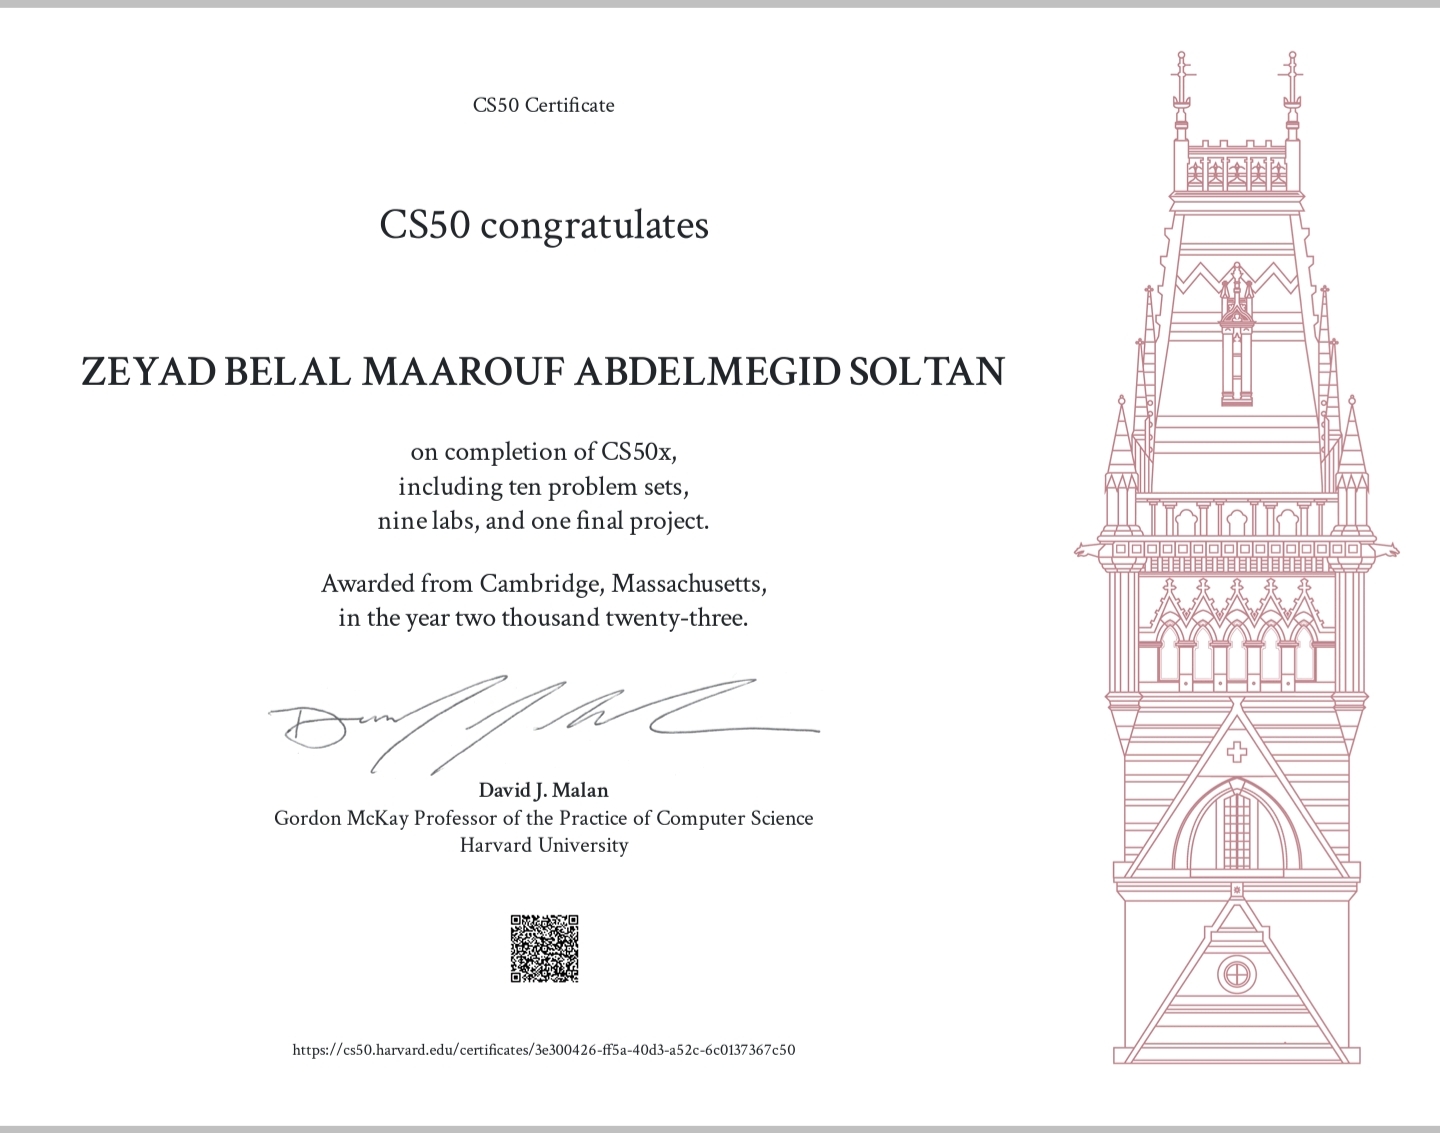 CS50 Certificate
CS50 congratulates
ZEYAD BELAL MAAROUF ABDELMEGID SOLTAN
on completion of CS50x,
including ten problem sets,
nine labs, and one final project.
Awarded from Cambridge, Massachusetts,
in the year two thousand twenty-three.
David J. Malan
Gordon McKay Professor of the Practice of Computer Science
Harvard University
https://cs50.harvard.edu/certificates/3e300426-ff5a-40d3-a52c-6c0137367c50